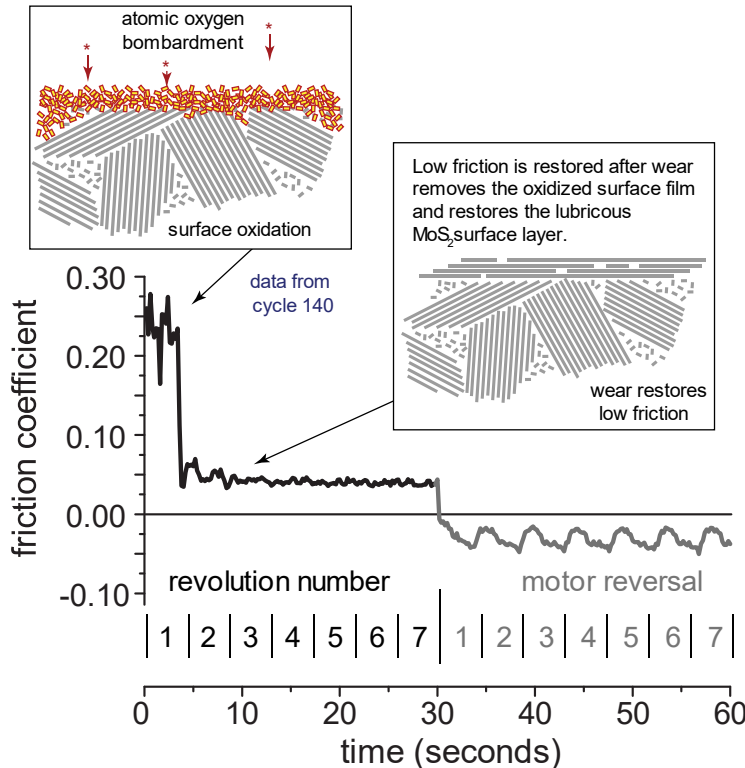 atomic oxygen
bombardment
*
*
*
surface oxidation
data from
cycle 140
Low friction is restored after wear
removes the oxidized surface film
and restores the lubricous
MoS2surface layer.
wear restores
low friction
friction coefficient
0.30
0.20
0.10
0.00
-0.10
revolution number
motor reversal
1 2 3 4 5 6 7 1 2 3 4 5 6 7
0 10 20 30 40 50 60
time (seconds)